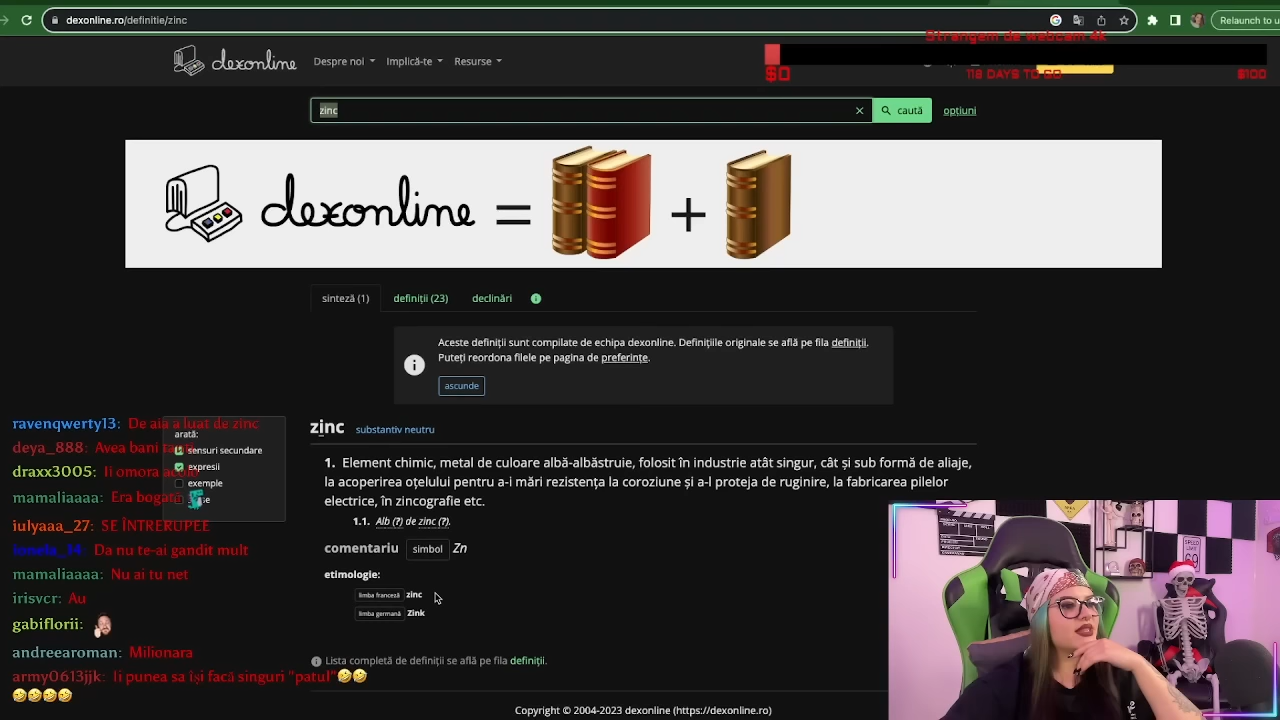 dexonline.ro/definitie/zinc
Relaunch to u
Strangem de webcam 4k
dexonline
Despre noi
Implică-te
Resurse
$0
119 DAYS TO GO
$100
zinc
caută
opțiuni
dexonline = +
sinteză (1)
definiții (23)
declinări
Aceste definiții sunt compilate de echipa dexonline. Definițiile originale se află pe fila definiții.
Puteți reordona filele pe pagina de preferințe.
ascunde
zinc substantiv neutru
1. Element chimic, metal de culoare albă-albăstruie, folosit în industrie atât singur, cât și sub formă de aliaje,
la acoperirea oțelului pentru a-i mări rezistența la coroziune și a-l proteja de ruginire, la fabricarea pilelor
electrice, în zincografie etc.
1.1. Alb (?) de zinc (?).
comentariu simbol Zn
etimologie:
limba franceză zinc
limba germană Zink
Lista completă de definiții se află pe fila definiții.
Copyright © 2004-2023 dexonline (https://dexonline.ro)
arată:
sensuri secundare
expresii
exemple
ravenqwerty13: De aia a luat de zinc
deya_888: Avea bani
draxx3005: Ii omora acolo
mamaliaaaa: Era bogata
iulyaaa_27: SE ÎNTRERUPEE
Da nu te-ai gandit mult
mamaliaaaa: Nu ai tu net
irisvcr: Au
gabiflorii:
andreearoman: Milionara
army0613jjk: Ii punea sa își facă singuri "patul"🤣🤣
🤣🤣🤣🤣